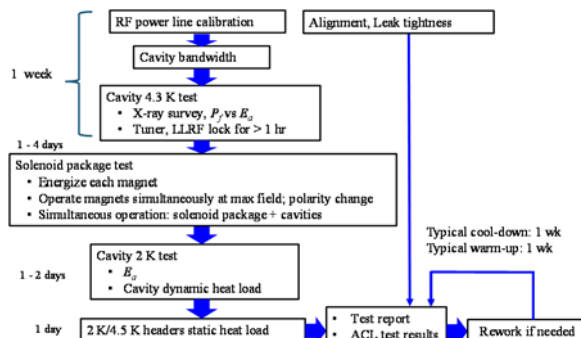 RF power line calibration
Alignment, Leak tightness
Cavity bandwidth
1 week
Cavity 4.3 K test
▪ X-ray survey, Pf vs Ea
▪ Tuner, LLRF lock for > 1 hr
1 - 4 days
Solenoid package test
▪ Energize each magnet
▪ Operate magnets simultaneously at max field; polarity change
▪ Simultaneous operation: solenoid package + cavities
Typical cool-down: 1 wk
Typical warm-up: 1 wk
Cavity 2 K test
▪ Ea
▪ Cavity dynamic heat load
1 - 2 days
1 day
2 K/4.5 K headers static heat load
▪ Test report
▪ ACL test results
Rework if needed